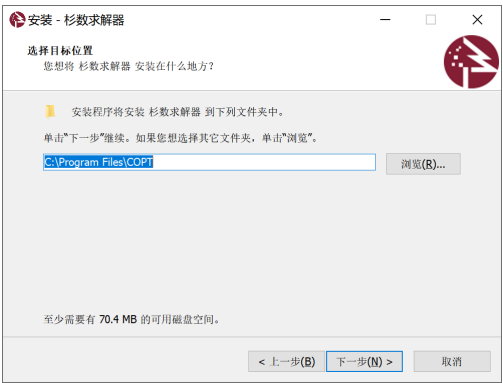 安装 - 杉数求解器
选择目标位置
您想将 杉数求解器 安装在什么地方？
安装程序将安装 杉数求解器 到下列文件夹中。
单击“下一步”继续。如果您想选择其它文件夹，单击“浏览”。
C:\Program Files\COPT
浏览(R)...
至少需要有 70.4 MB 的可用磁盘空间。
< 上一步(B)
下一步(N) >
取消